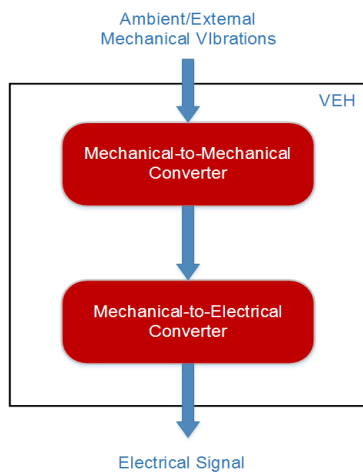 Ambient/External
Mechanical VIbrations
VEH
Mechanical-to-Mechanical
Converter
Mechanical-to-Electrical
Converter
Electrical Signal